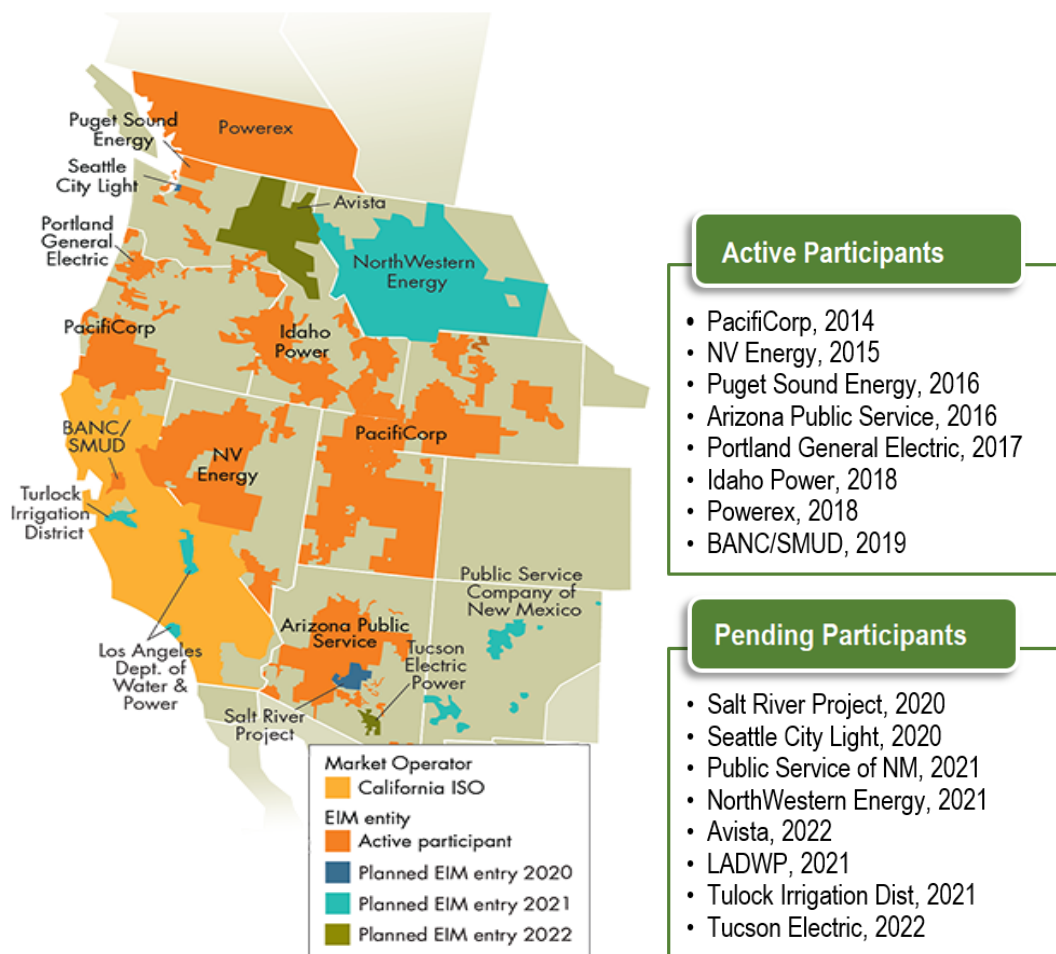 Powerex
Puget Sound
Energy
Seattle
City Light
Avista
Portland
General
Electric
NorthWestern
Energy
PacifiCorp
Idaho
Power
BANC/
SMUD
NV
Energy
PacifiCorp
Turlock
Irrigation
District
Public Service
Company of
New Mexico
Arizona Public
Service
Los Angeles
Dept. of
Water &
Power
Tucson
Electric
Power
Salt River
Project
Market Operator
California ISO
EIM entity
Active participant
Planned EIM entry 2020
Planned EIM entry 2021
Planned EIM entry 2022
Active Participants
• PacifiCorp, 2014
• NV Energy, 2015
• Puget Sound Energy, 2016
• Arizona Public Service, 2016
• Portland General Electric, 2017
• Idaho Power, 2018
• Powerex, 2018
• BANC/SMUD, 2019
Pending Participants
• Salt River Project, 2020
• Seattle City Light, 2020
• Public Service of NM, 2021
• NorthWestern Energy, 2021
• Avista, 2022
• LADWP, 2021
• Tulock Irrigation Dist, 2021
• Tucson Electric, 2022